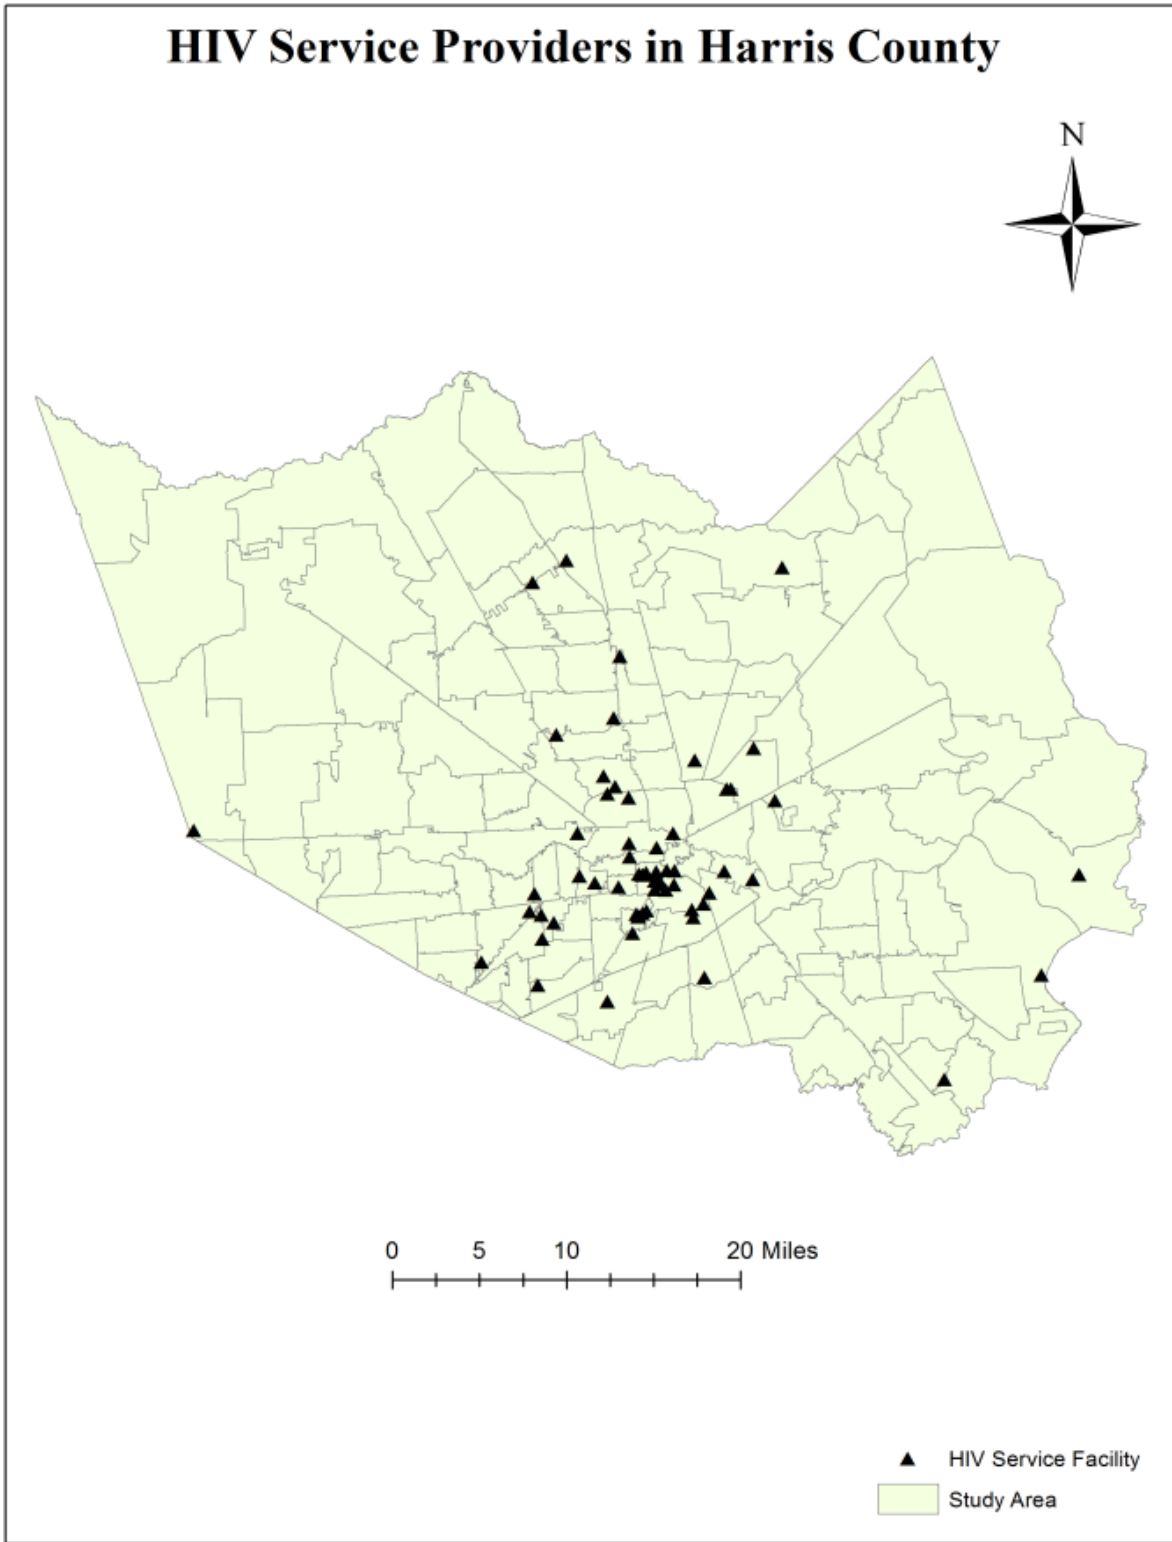 HIV Service Providers in Harris County
N
0 5 10 20 Miles
HIV Service Facility
Study Area